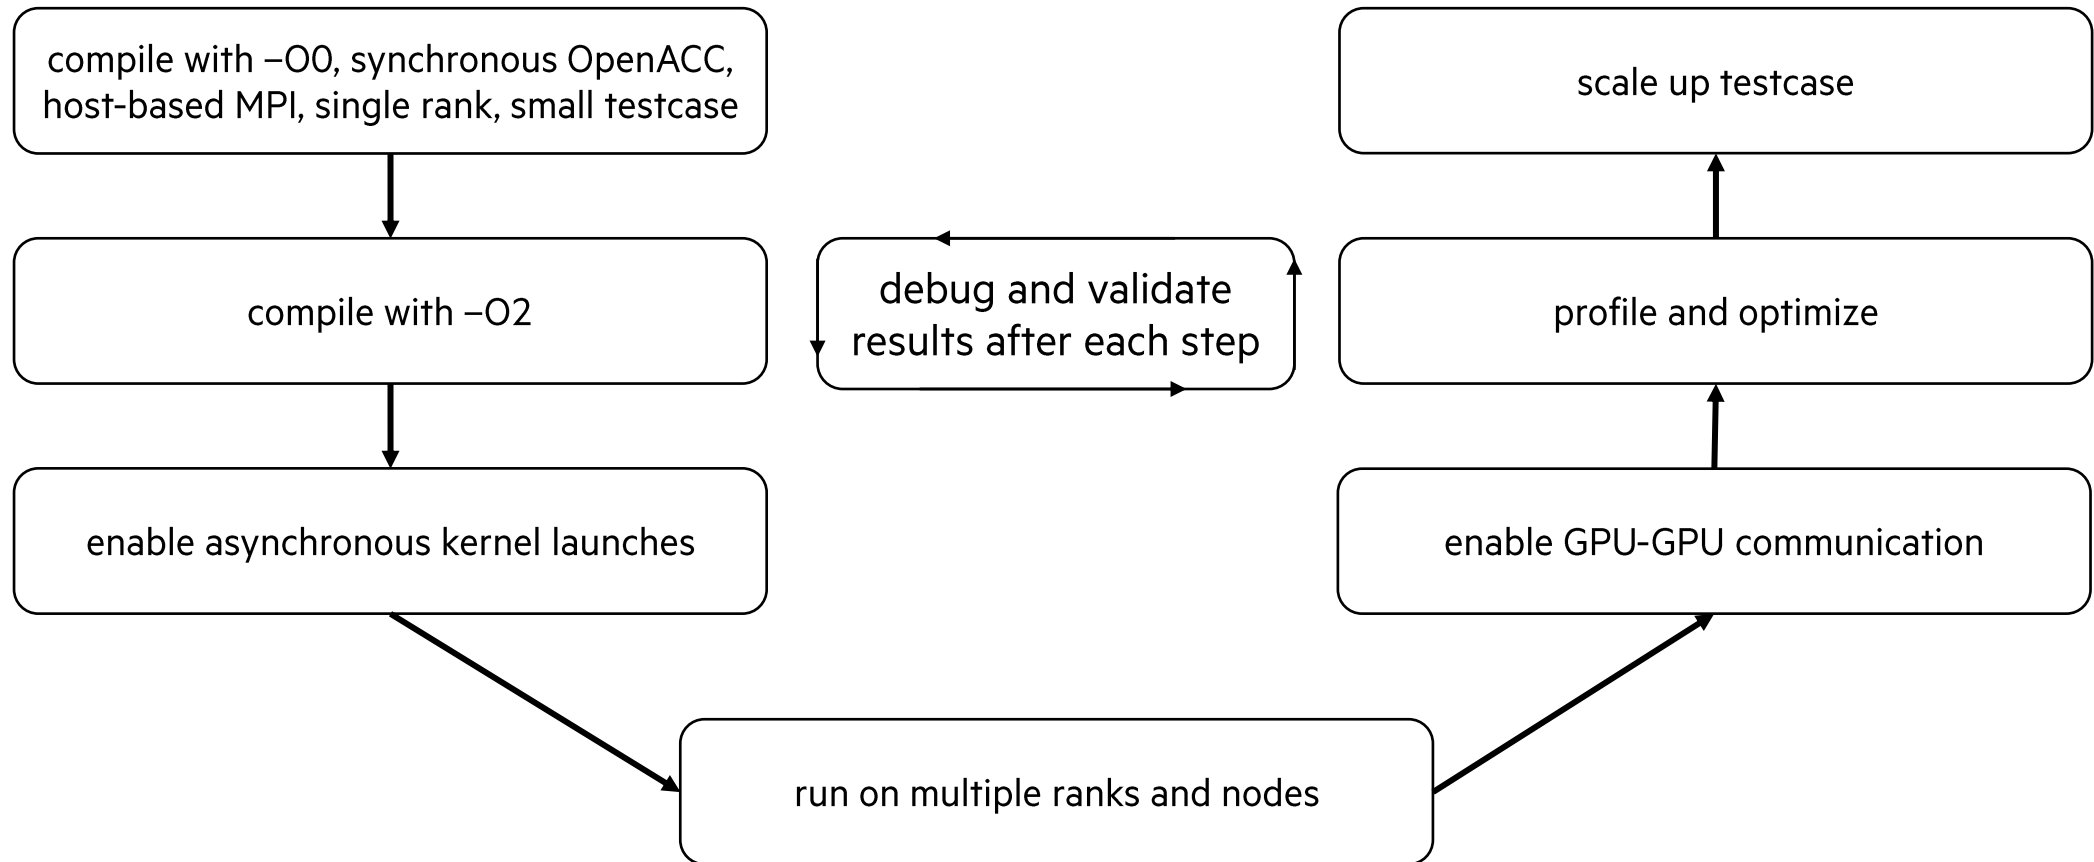 compile with –O0, synchronous OpenACC,
host-based MPI, single rank, small testcase
compile with –O2
enable asynchronous kernel launches
run on multiple ranks and nodes
enable GPU-GPU communication
profile and optimize
scale up testcase
debug and validate
results after each step